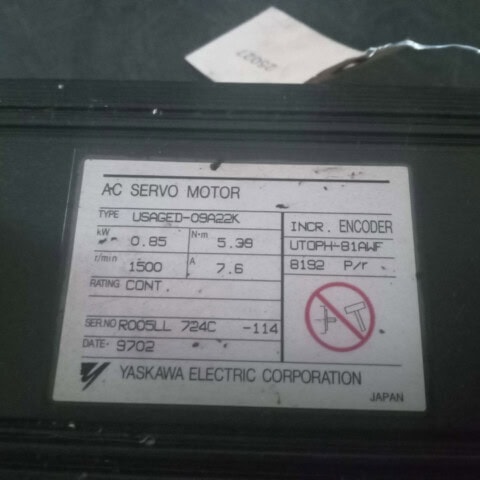 AC SERVO MOTOR
TYPE USAGED-09A22K
kW 0.85 N·m 5.39
r/min 1500 A 7.6
RATING CONT.
SER.NO R005LL 724C -114
DATE- 9702
INCR. ENCODER
UTOPH-81AWF
8192 P/r
YASKAWA ELECTRIC CORPORATION
JAPAN